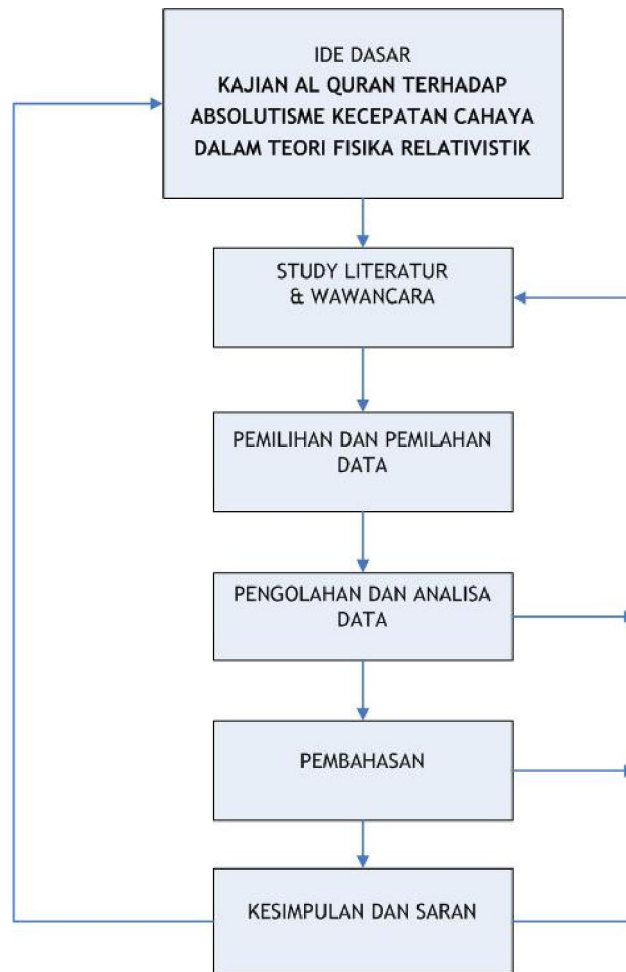 IDE DASAR
KAJIAN AL QURAN TERHADAP
ABSOLUTISME KECEPATAN CAHAYA
DALAM TEORI FISIKA RELATIVISTIK
STUDY LITERATUR
& WAWANCARA
PEMILIHAN DAN PEMILAHAN
DATA
PENGOLAHAN DAN ANALISA
DATA
PEMBAHASAN
KESIMPULAN DAN SARAN